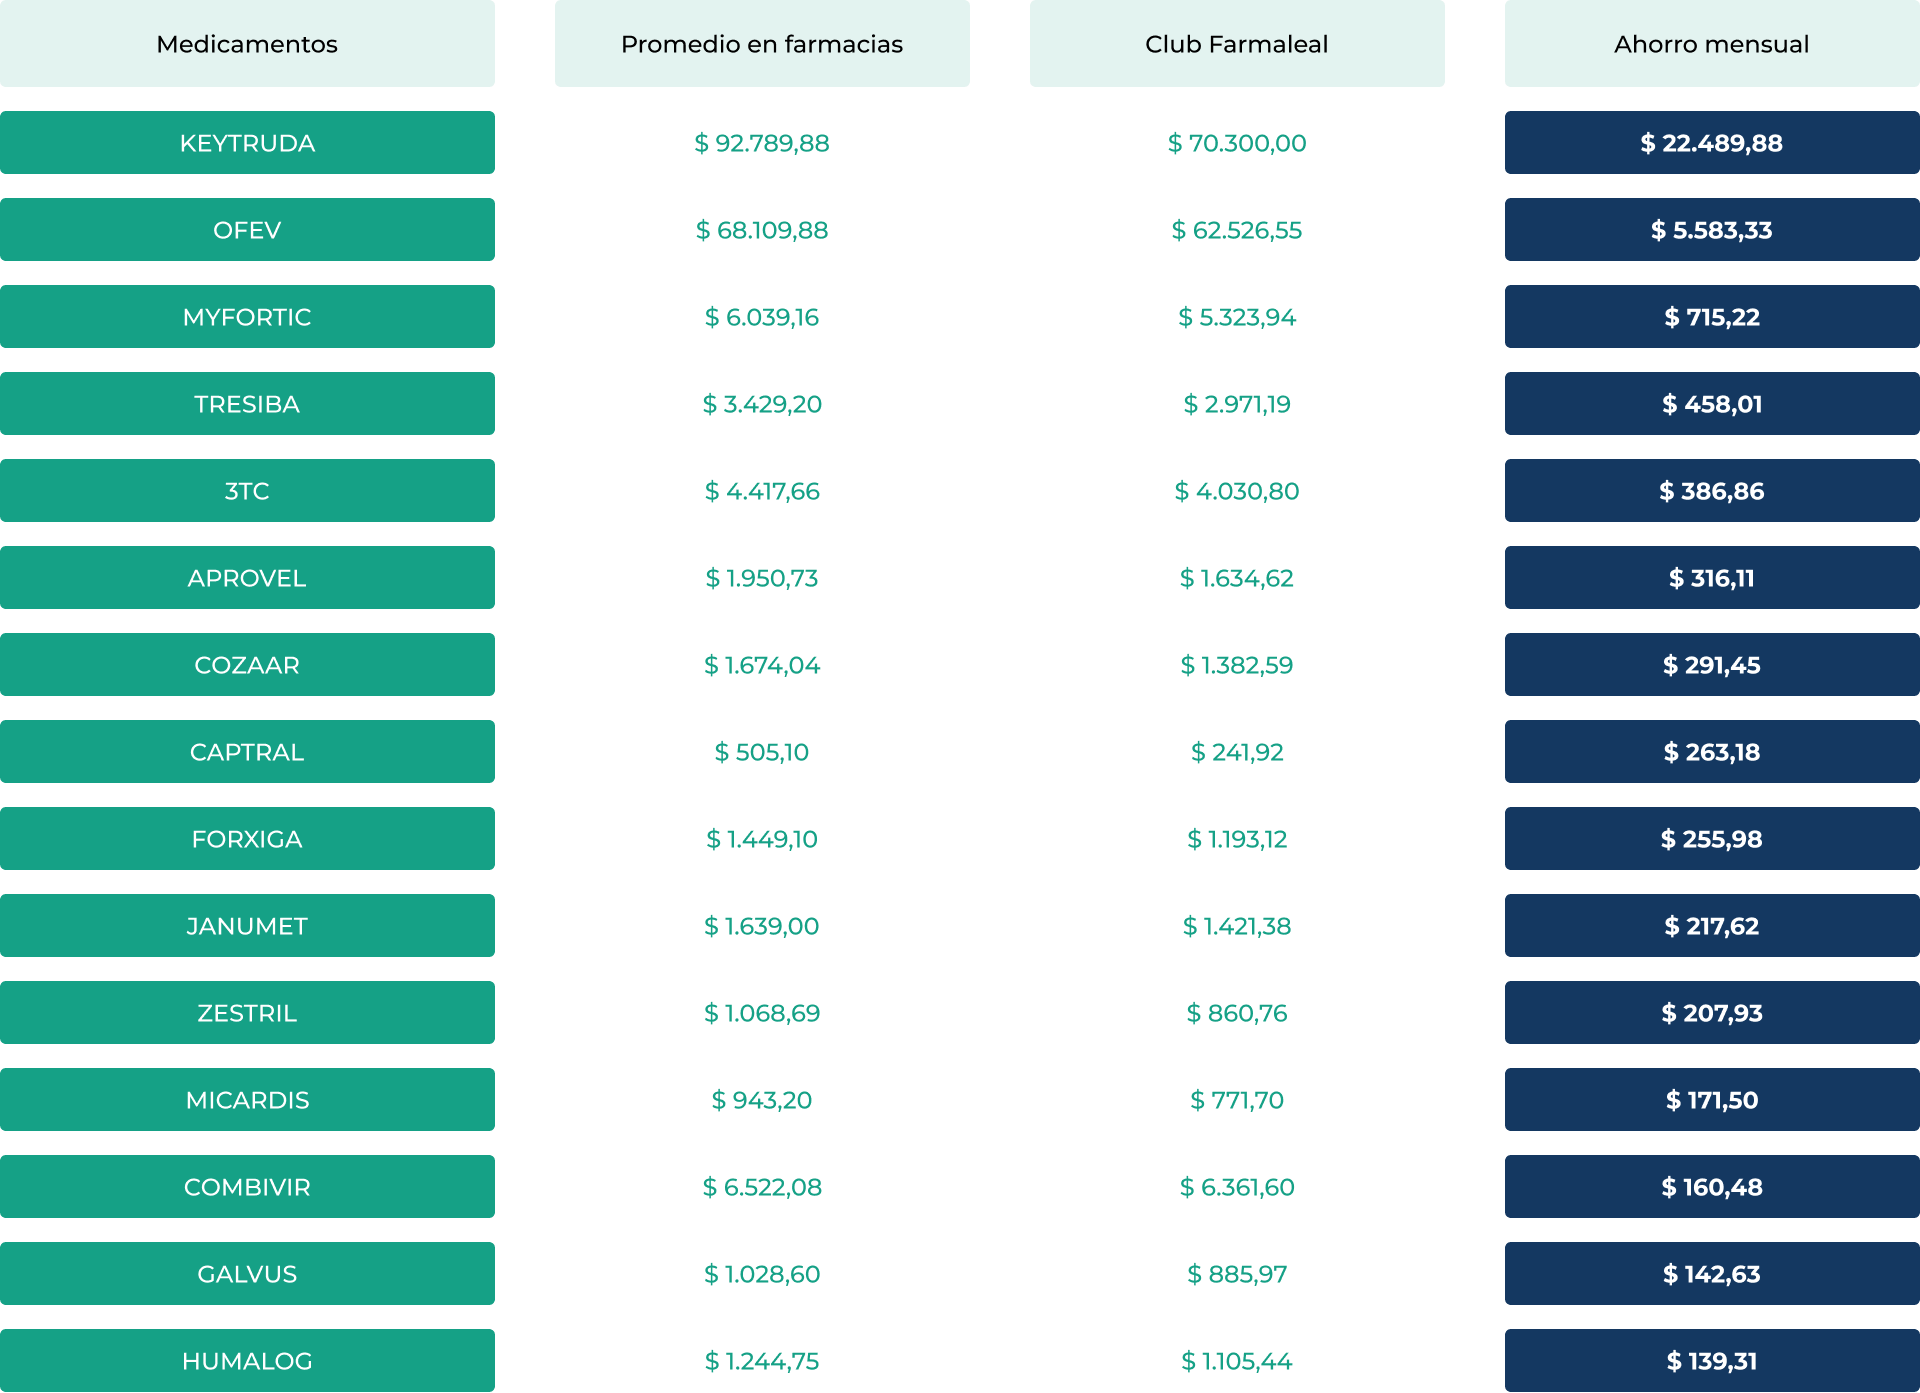 Medicamentos Promedio en farmacias Club Farmaleal Ahorro mensual
KEYTRUDA $ 92.789,88 $ 70.300,00 $ 22.489,88
OFEV $ 68.109,88 $ 62.526,55 $ 5.583,33
MYFORTIC $ 6.039,16 $ 5.323,94 $ 715,22
TRESIBA $ 3.429,20 $ 2.971,19 $ 458,01
3TC $ 4.417,66 $ 4.030,80 $ 386,86
APROVEL $ 1.950,73 $ 1.634,62 $ 316,11
COZAAR $ 1.674,04 $ 1.382,59 $ 291,45
CAPTRAL $ 505,10 $ 241,92 $ 263,18
FORXIGA $ 1.449,10 $ 1.193,12 $ 255,98
JANUMET $ 1.639,00 $ 1.421,38 $ 217,62
ZESTRIL $ 1.068,69 $ 860,76 $ 207,93
MICARDIS $ 943,20 $ 771,70 $ 171,50
COMBIVIR $ 6.522,08 $ 6.361,60 $ 160,48
GALVUS $ 1.028,60 $ 885,97 $ 142,63
HUMALOG $ 1.244,75 $ 1.105,44 $ 139,31